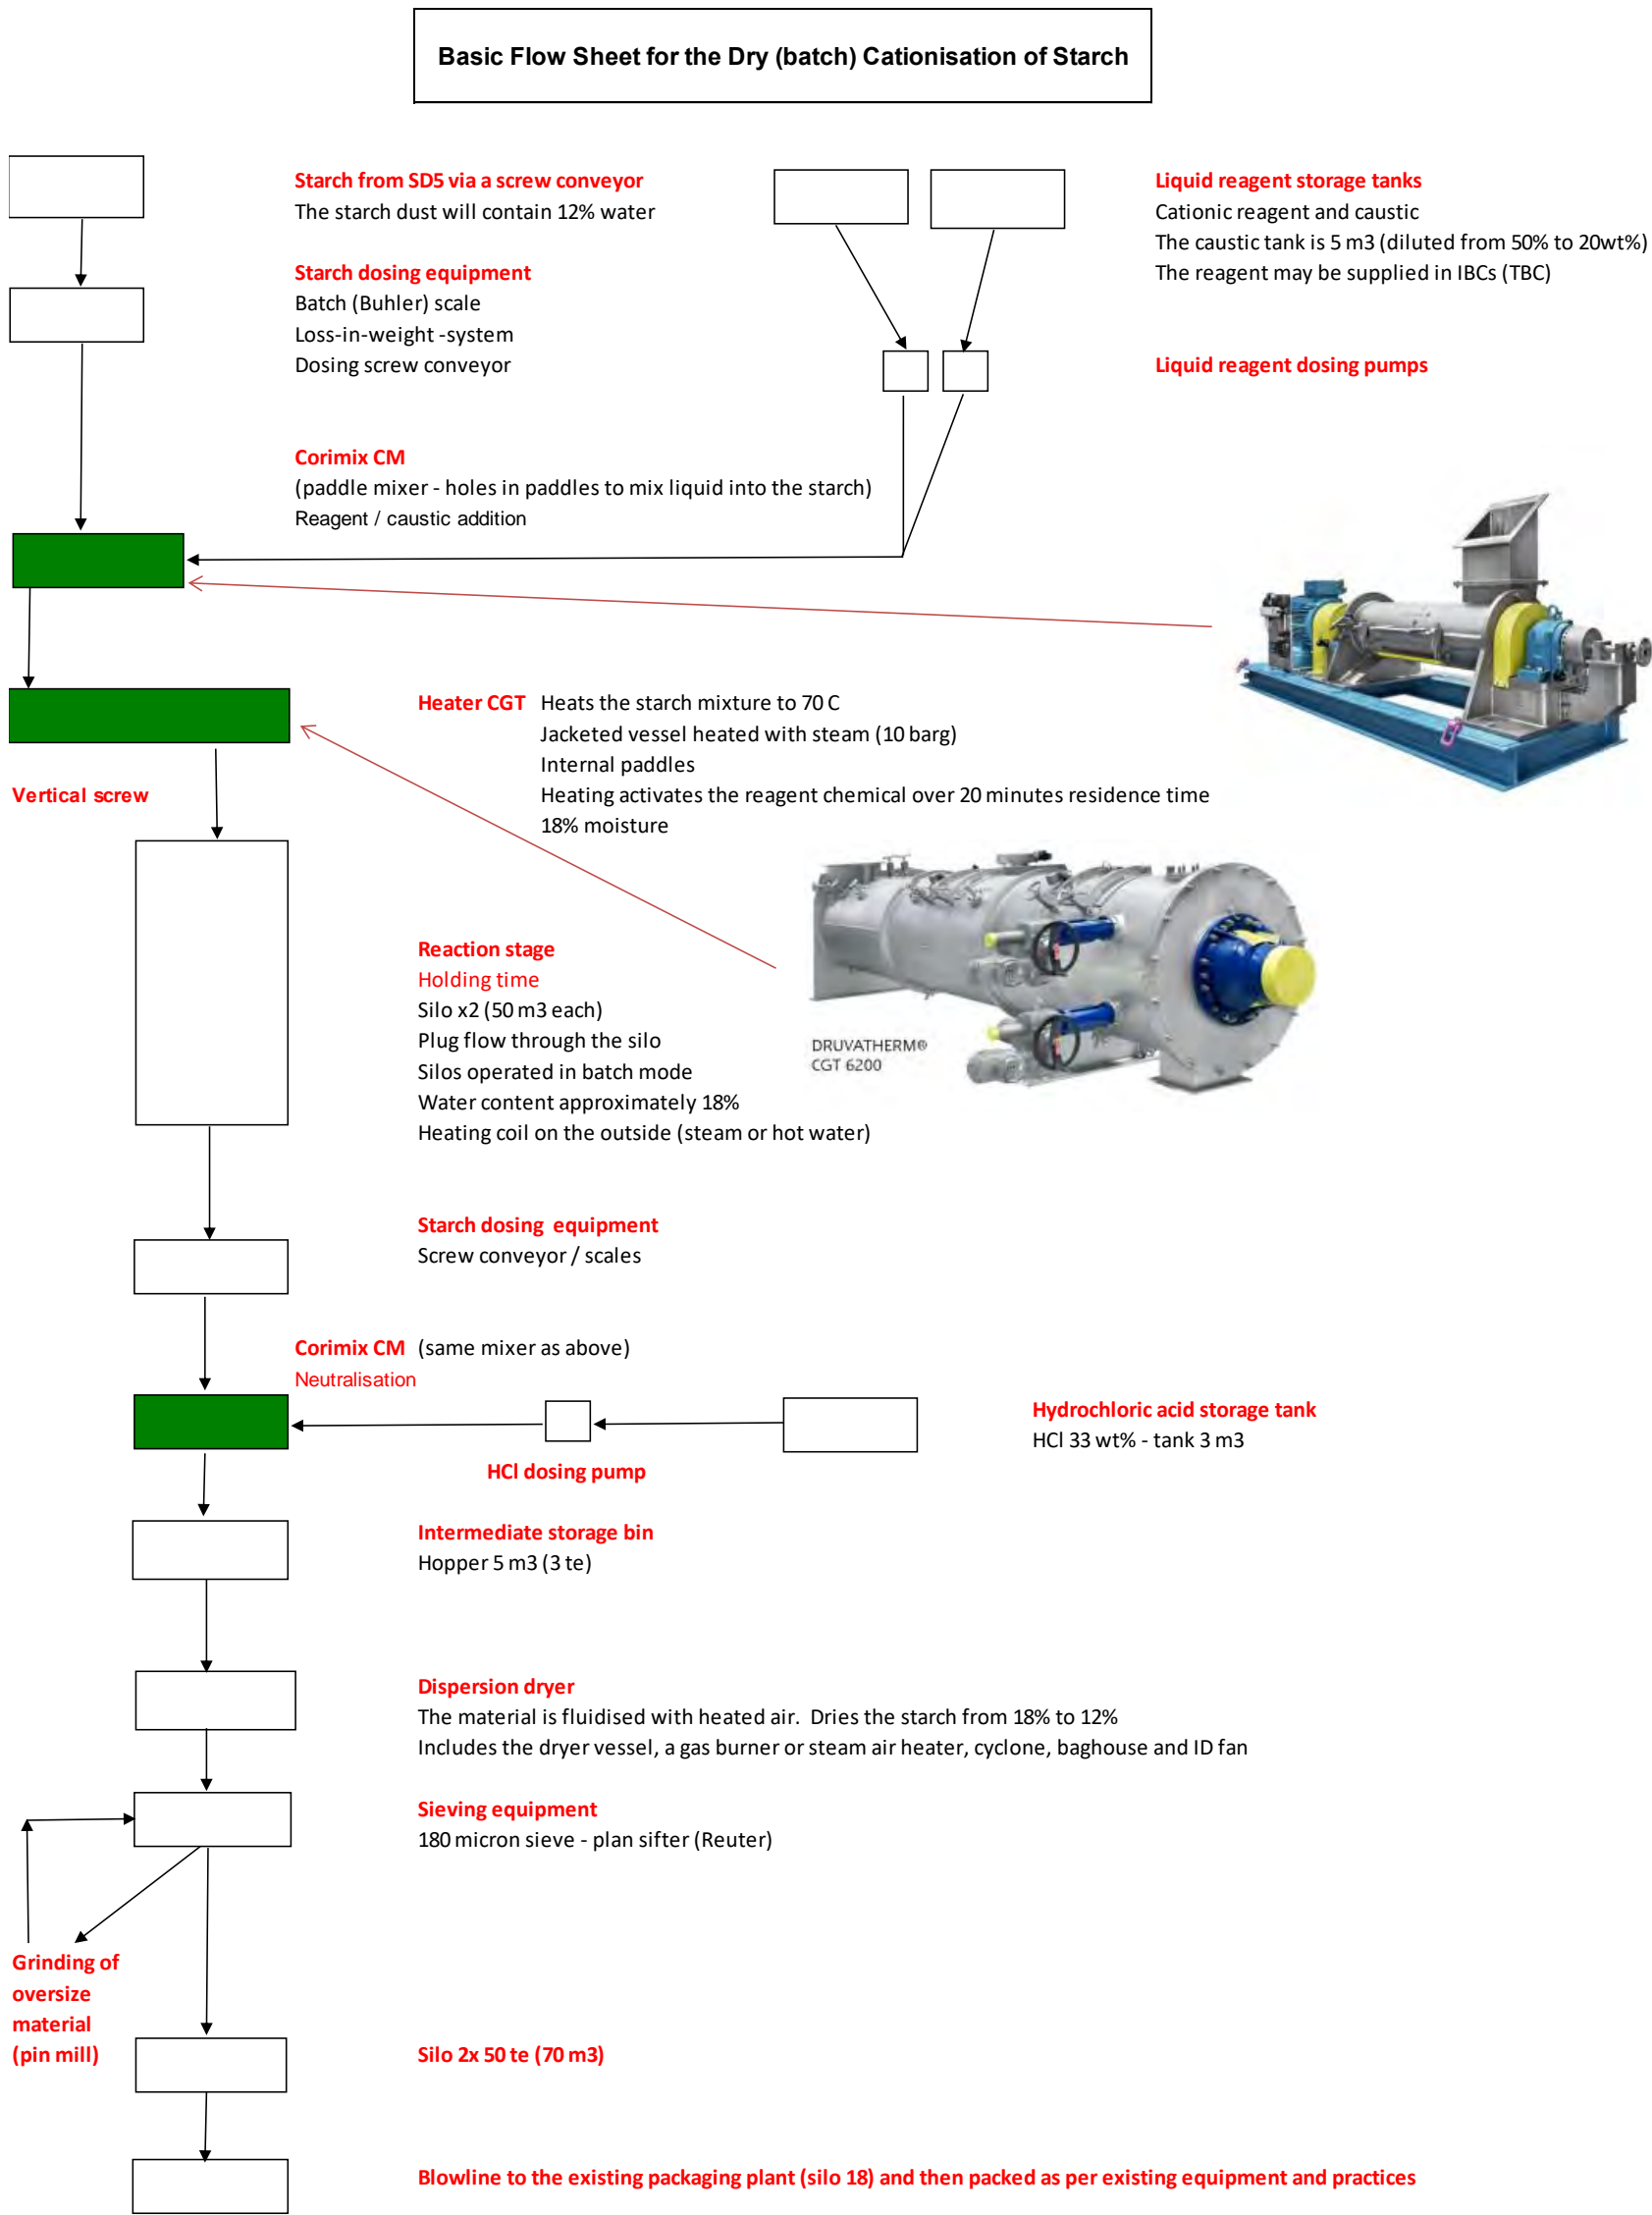 Basic Flow Sheet for the Dry (batch) Cationisation of Starch
Starch from SD5 via a screw conveyor
The starch dust will contain 12% water
Liquid reagent storage tanks
Cationic reagent and caustic
The caustic tank is 5 m3 (diluted from 50% to 20wt%)
The reagent may be supplied in IBCs (TBC)
Starch dosing equipment
Batch (Buhler) scale
Loss-in-weight -system
Dosing screw conveyor
Liquid reagent dosing pumps
Corimix CM
(paddle mixer - holes in paddles to mix liquid into the starch)
Reagent / caustic addition
Heater CGT Heats the starch mixture to 70 C
Jacketed vessel heated with steam (10 barg)
Internal paddles
Heating activates the reagent chemical over 20 minutes residence time
18% moisture
Vertical screw
Reaction stage
Holding time
Silo x2 (50 m3 each)
Plug flow through the silo
Silos operated in batch mode
Water content approximately 18%
Heating coil on the outside (steam or hot water)
DRUVATHERM®
CGT 6200
Starch dosing  equipment
Screw conveyor / scales
Corimix CM (same mixer as above)
Neutralisation
HCl dosing pump
Hydrochloric acid storage tank
HCl 33 wt% - tank 3 m3
Intermediate storage bin
Hopper 5 m3 (3 te)
Dispersion dryer
The material is fluidised with heated air.  Dries the starch from 18% to 12%
Includes the dryer vessel, a gas burner or steam air heater, cyclone, baghouse and ID fan
Sieving equipment
180 micron sieve - plan sifter (Reuter)
Grinding of
oversize
material
(pin mill)
Silo 2x 50 te (70 m3)
Blowline to the existing packaging plant (silo 18) and then packed as per existing equipment and practices